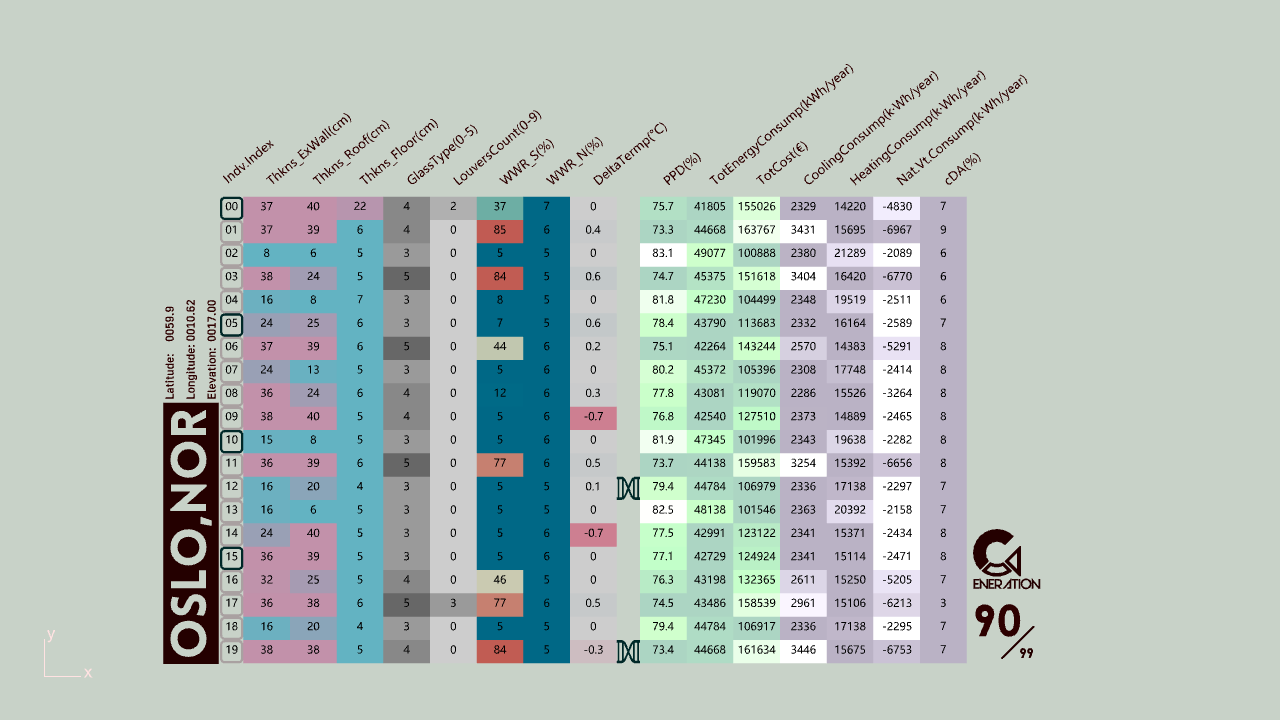 Indv.Index Thkns_ExWall(cm) Thkns_Roof(cm) Thkns_Floor(cm) GlassType(0-5) LouversCount(0-9) WWR_S(%) WWR_N(%) DeltaTermp(°C) PPD(%) TotEnergyConsump(kWh/year) TotCost(€) CoolingConsump(k·Wh/year) HeatingConsump(k·Wh/year) Nat.Vt.Consump(k·Wh/year) cDA(%)
00 37 40 22 4 2 37 7 0 75.7 41805 155026 2329 14220 -4830 7
01 37 39 6 4 0 85 6 0.4 73.3 44668 163767 3431 15695 -6967 9
02 8 6 5 3 0 5 5 0 83.1 49077 100888 2380 21289 -2089 6
03 38 24 5 5 0 84 5 0.6 74.7 45375 151618 3404 16420 -6770 6
04 16 8 7 3 0 8 5 0 81.8 47230 104499 2348 19519 -2511 6
05 24 25 6 3 0 7 5 0.6 78.4 43790 113683 2332 16164 -2589 7
06 37 39 6 5 0 44 6 0.2 75.1 42264 143244 2570 14383 -5291 8
07 24 13 5 3 0 5 6 0 80.2 45372 105396 2308 17748 -2414 8
08 36 24 6 4 0 12 6 0.3 77.8 43081 119070 2286 15526 -3264 8
09 38 40 5 4 0 5 6 -0.7 76.8 42540 127510 2373 14889 -2465 8
10 15 8 5 3 0 5 6 0 81.9 47345 101996 2343 19638 -2282 8
11 36 39 6 5 0 77 6 0.5 73.7 44138 159583 3254 15392 -6656 8
12 16 20 4 3 0 5 5 0.1 79.4 44784 106979 2336 17138 -2297 7
13 16 6 5 3 0 5 5 0 82.5 48138 101546 2363 20392 -2158 7
14 24 40 5 3 0 5 6 -0.7 77.5 42991 123122 2341 15371 -2434 8
15 36 39 5 3 0 5 6 0 77.1 42729 124924 2341 15114 -2471 8
16 32 25 5 4 0 46 5 0 76.3 43198 132365 2611 15250 -5205 7
17 36 38 6 5 3 77 6 0.5 74.5 43486 158539 2961 15106 -6213 3
18 16 20 4 3 0 5 5 0 79.4 44784 106917 2336 17138 -2295 7
19 38 38 5 4 0 84 6 -0.3 73.4 44668 161634 3446 15675 -6753 7
Latitude: 0059.9
Longitude: 0010.62
Elevation: 0017.00
OSLO,NOR
GENERATION
90/99
y
x